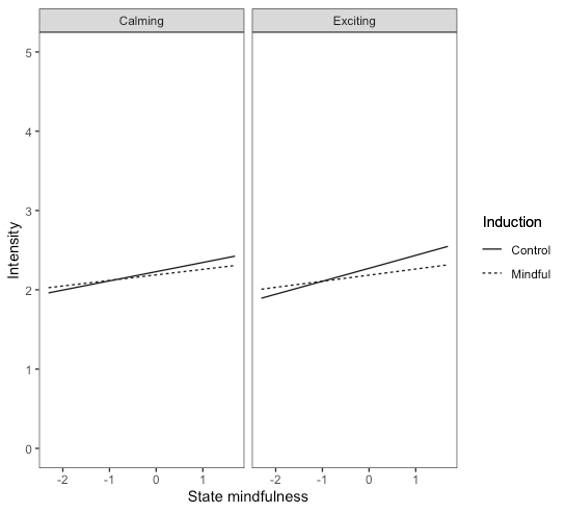 Calming
Exciting
5
4
3
2
1
0
Intensity
-2 -1 0 1
-2 -1 0 1
State mindfulness
Induction
Control
Mindful